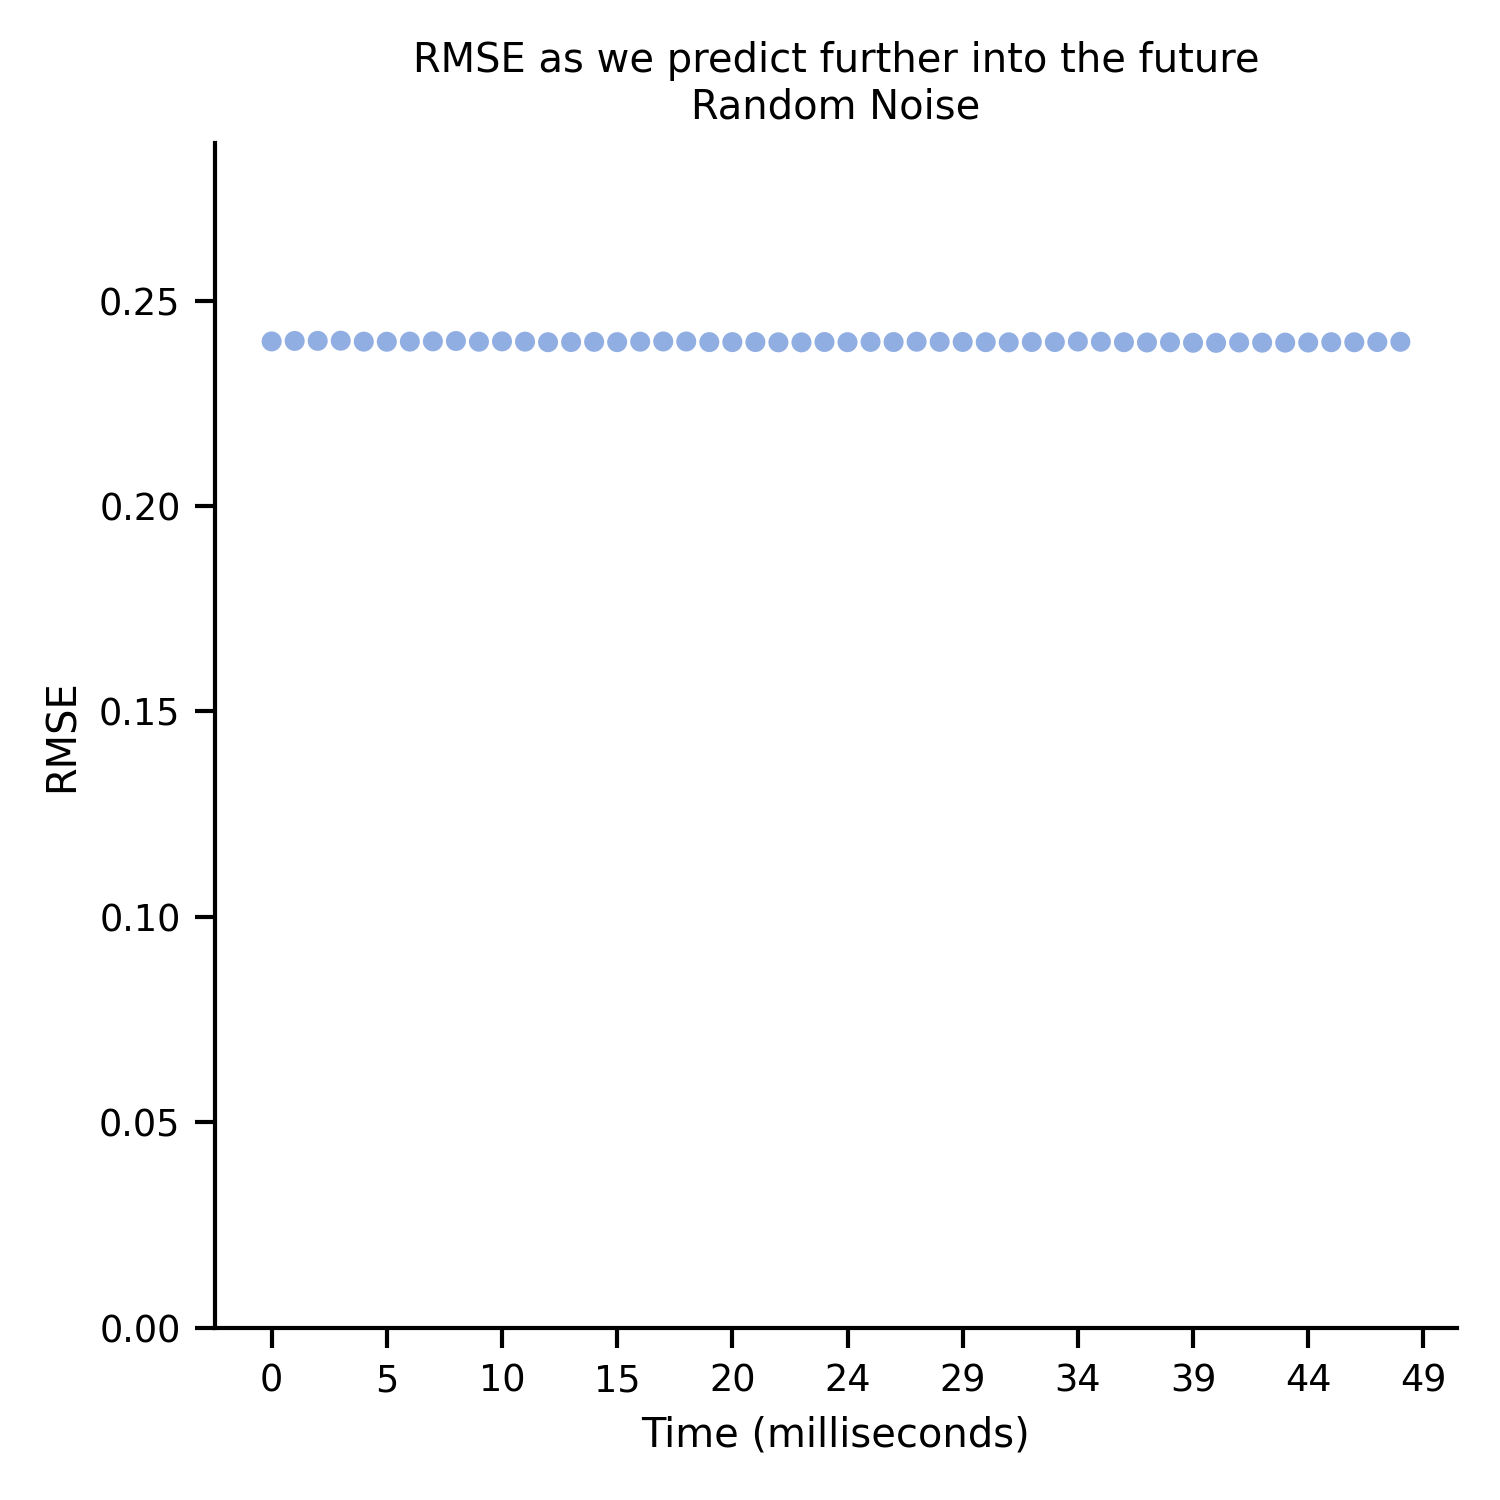 RMSE as we predict further into the future
Random Noise
RMSE
0.25
0.20
0.15
0.10
0.05
0.00
0 5 10 15 20 24 29 34 39 44 49
Time (milliseconds)